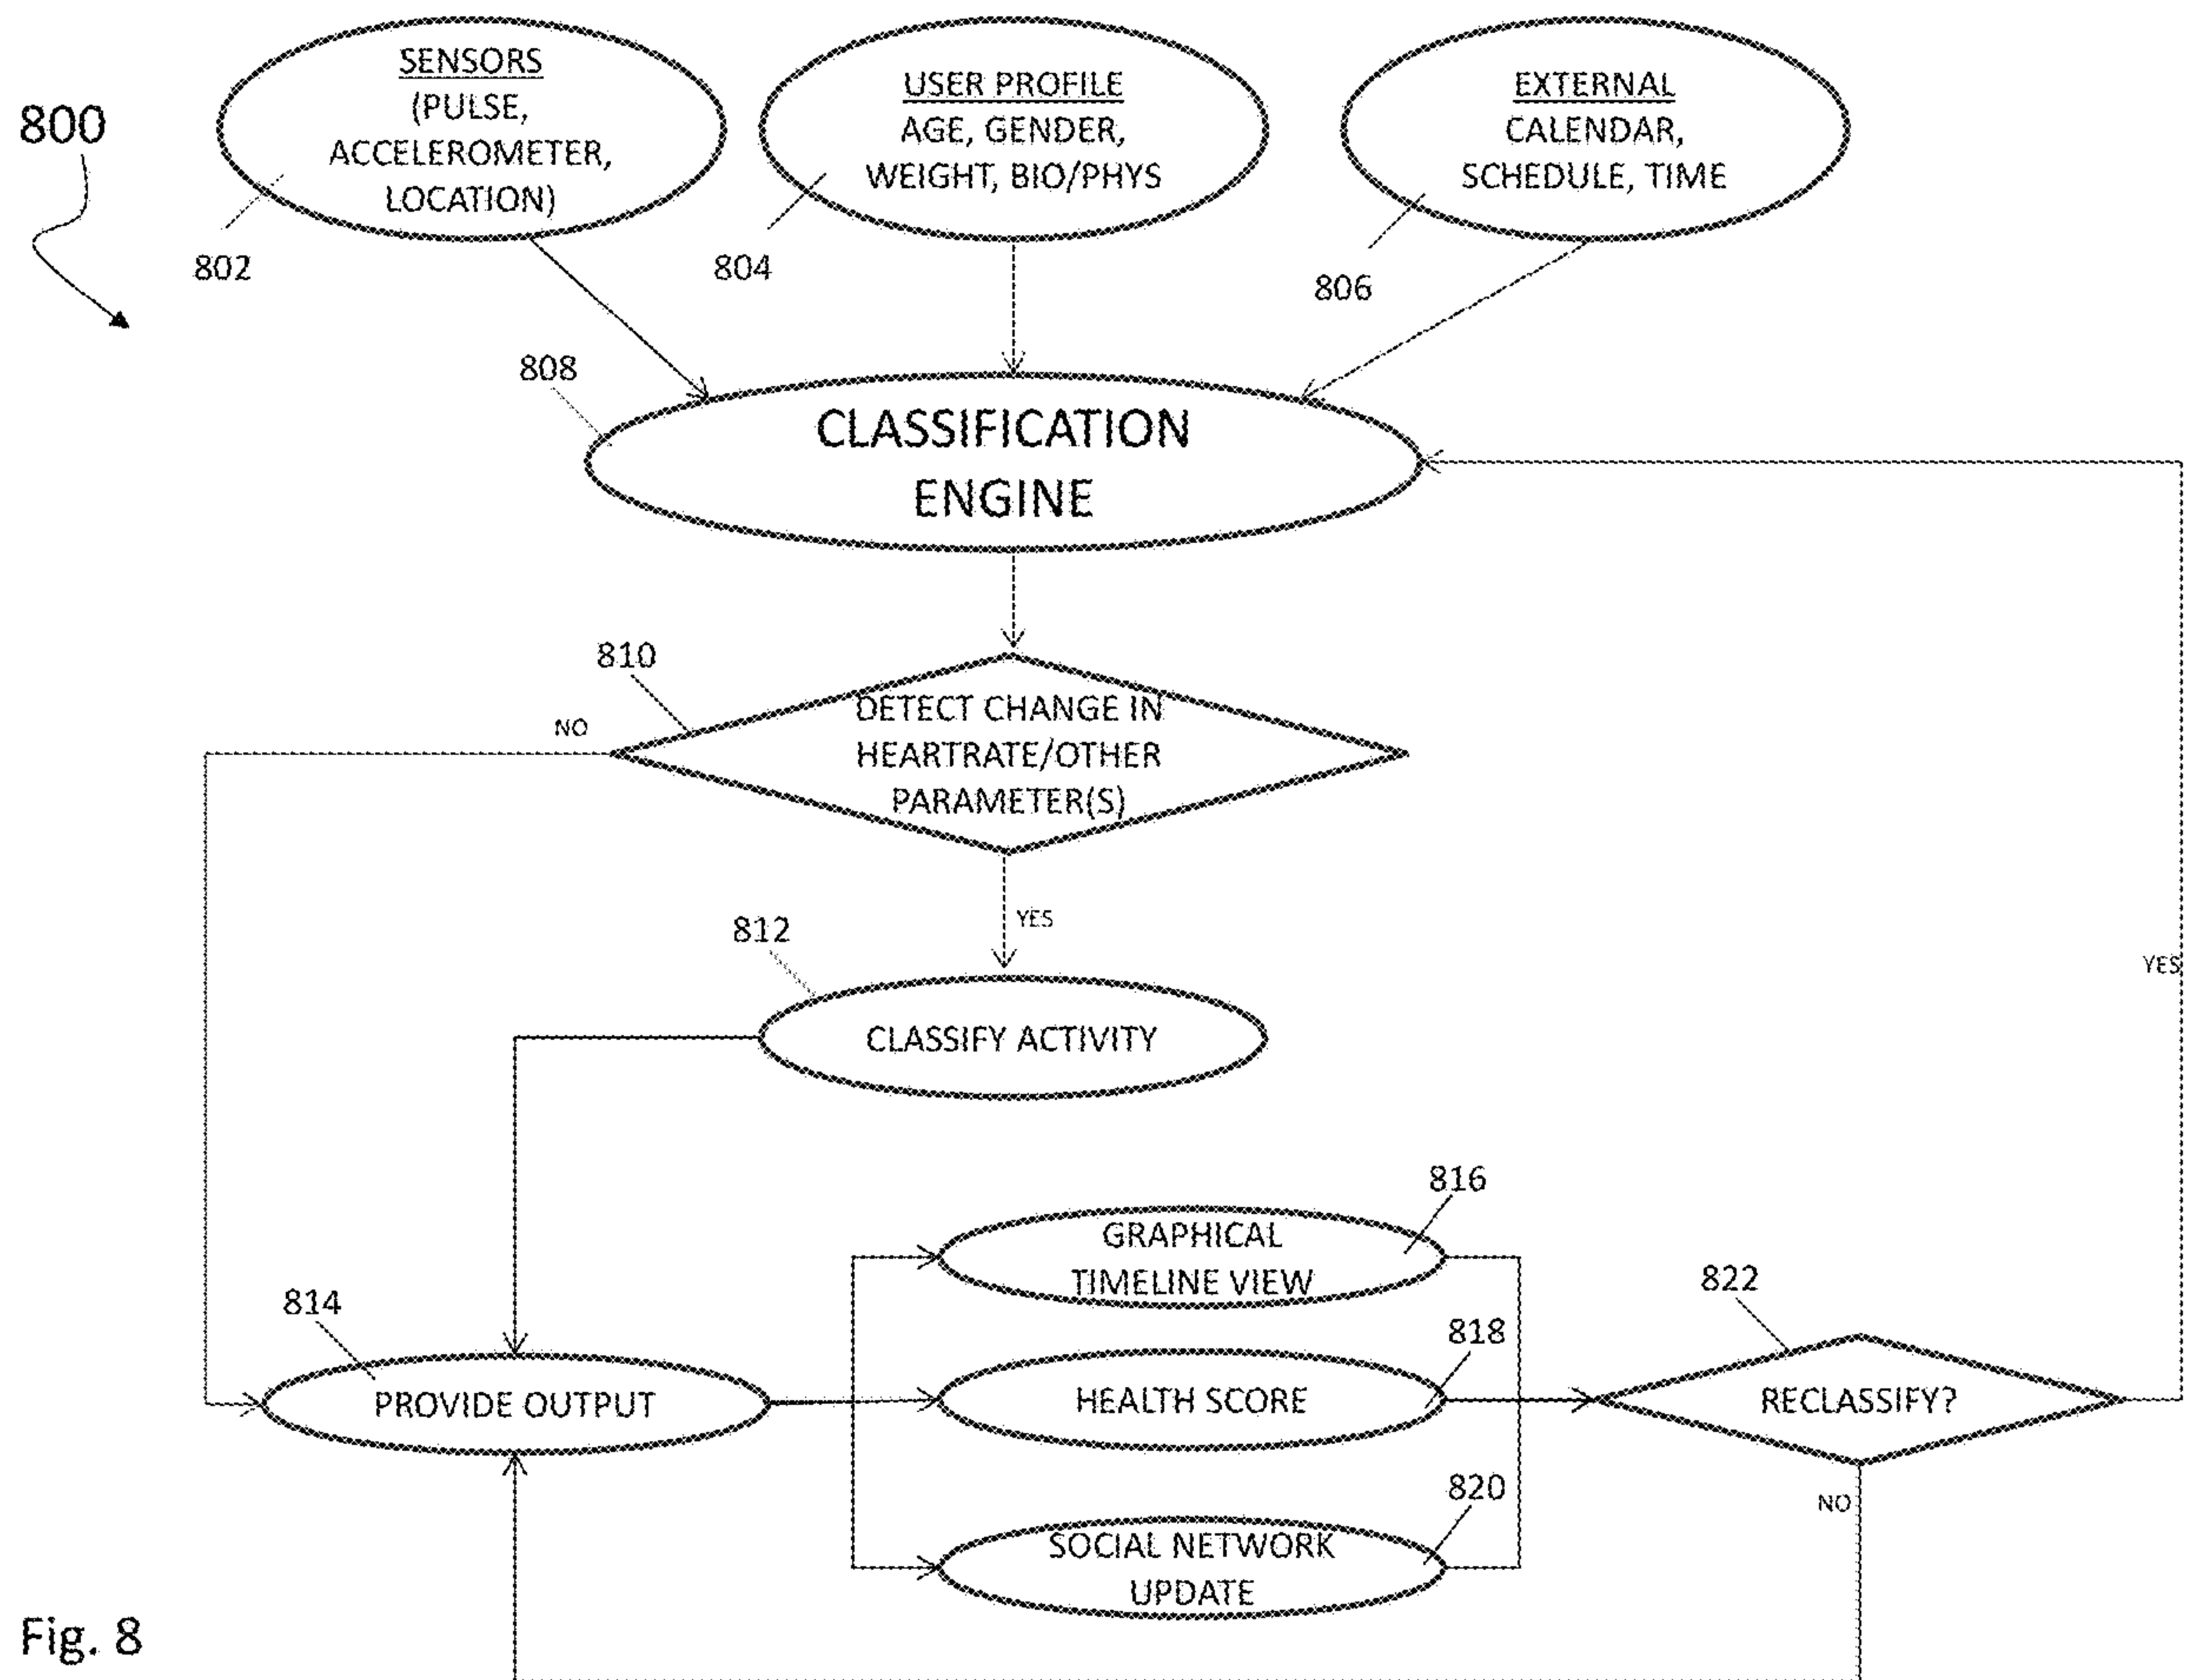 800
SENSORS
(PULSE,
ACCELEROMETER,
LOCATION)
802
USER PROFILE
AGE, GENDER,
WEIGHT, BIO/PHYS
804
EXTERNAL
CALENDAR,
SCHEDULE, TIME
806
808
CLASSIFICATION
ENGINE
810
NO
DETECT CHANGE IN
HEARTRATE/OTHER
PARAMETER(S)
YES
812
CLASSIFY ACTIVITY
YES
814
PROVIDE OUTPUT
816
GRAPHICAL
TIMELINE VIEW
818
HEALTH SCORE
820
SOCIAL NETWORK
UPDATE
822
RECLASSIFY?
NO
Fig. 8